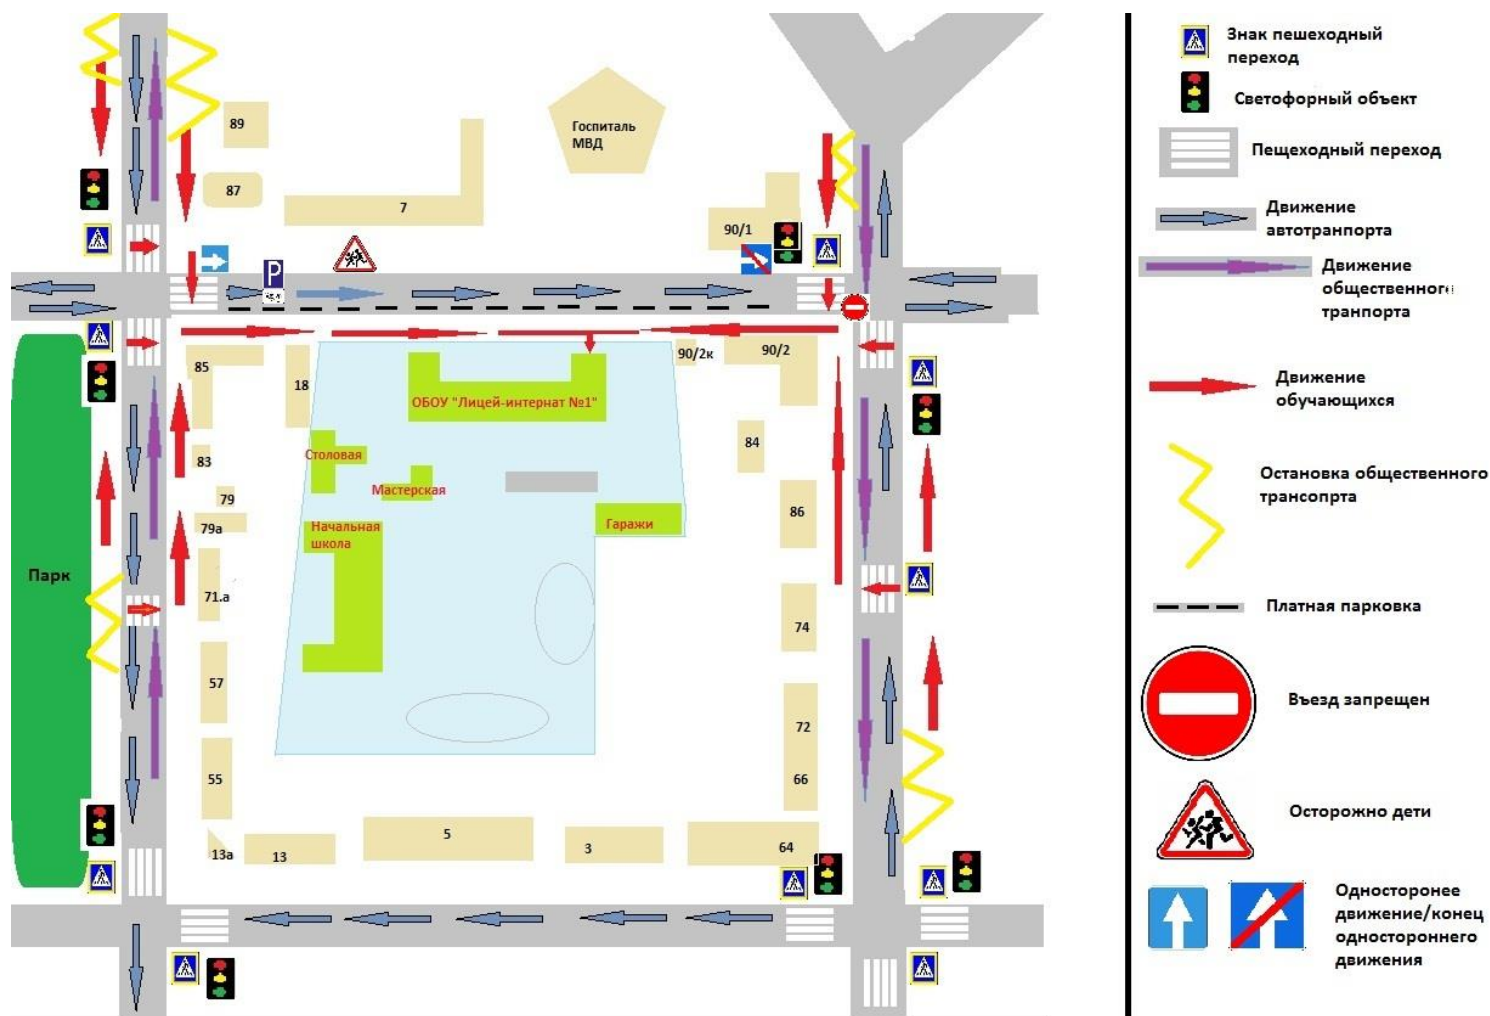 89
87
7
Госпиталь
МВД
90/1
P
85
18
ОБОУ "Лицей-интернат №1"
90/2к
90/2
83
Столовая
84
79
Мастерская
79а
Начальная
школа
Гаражи
86
Парк
71.а
74
57
72
55
66
13а
13
5
3
64
Знак пешеходный
переход
Светофорный объект
Пещеходный переход
Движение
автотранпорта
Движение
общественного
транпорта
Движение
обучающихся
Остановка общественного
трансопрта
Платная парковка
Въезд запрещен
Осторожно дети
Одностороннее
движение/конец
одностороннего
движения